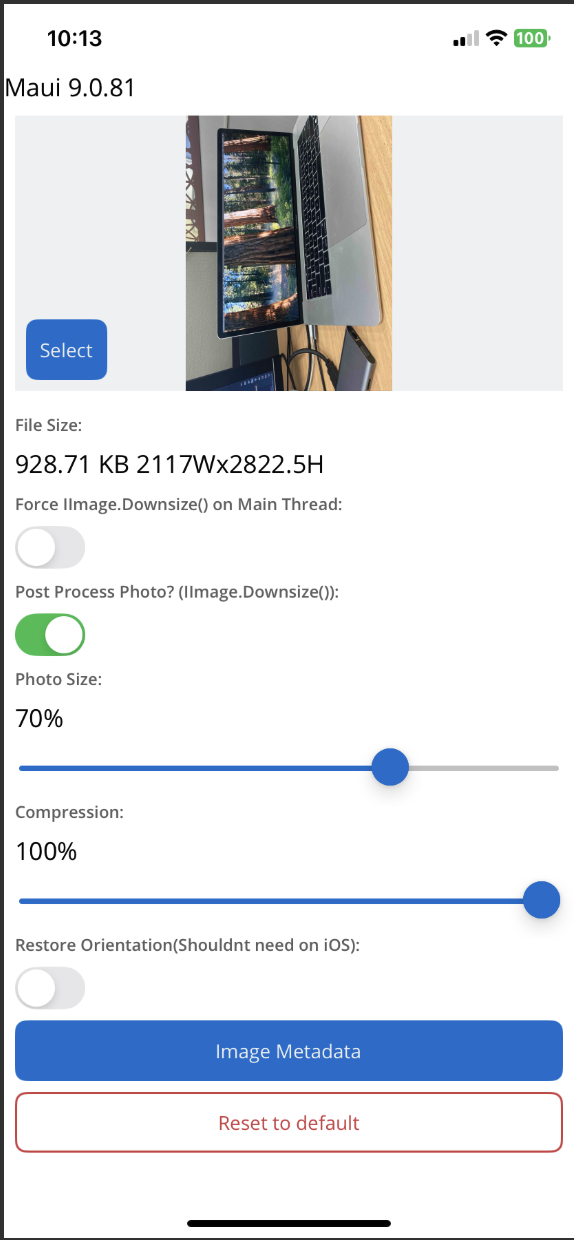 10:13
100
Maui 9.0.81
Select
File Size:
928.71 KB 2117Wx2822.5H
Force IImage.Downsize() on Main Thread:
Post Process Photo? (IImage.Downsize()):
Photo Size:
70%
Compression:
100%
Restore Orientation(Shouldnt need on iOS):
Image Metadata
Reset to default